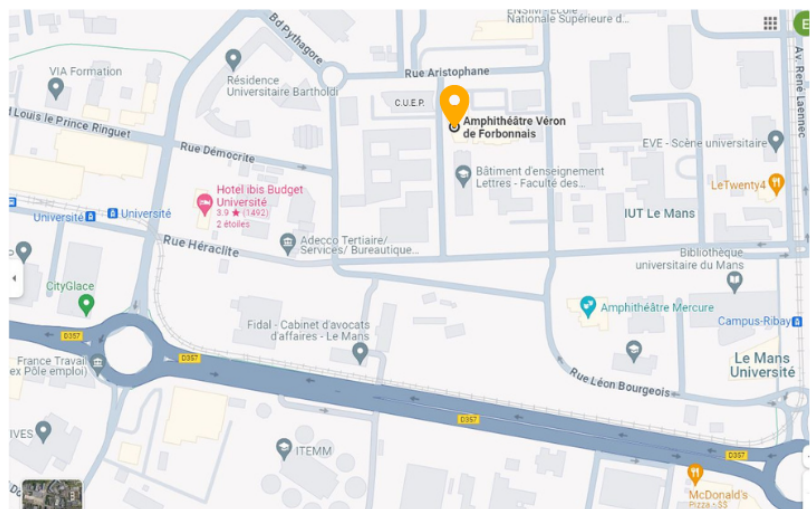 ENSIM - École
Nationale Supérieure d...
E
Bd Pythagore
VIA Formation
Résidence
Universitaire Bartholdi
Rue Aristophane
C.U.E.P.
Amphithéâtre Véron
de Forbonnais
Av. René Laennec
d Louis le Prince Ringuet
Rue Démocrite
EVE - Scène universitaire
Bâtiment d'enseignement
Lettres - Faculté des...
LeTwenty4
Hotel ibis Budget
Université
3.9 ★ (1492)
2 étoiles
Université
Université
IUT Le Mans
Rue Héraclite
Adecco Tertiaire/
Services/ Bureautique...
Bibliothèque
universitaire du Mans
CityGlace
Amphithéâtre Mercure
Fidal - Cabinet d'avocats
d'affaires - Le Mans
Campus-Ribay
D357
France Travail
(ex Pôle emploi)
D357
Le Mans
Université
Rue Léon Bourgeois
IVES
D357
ITEMM
D357
McDonald's
Pizza - $$